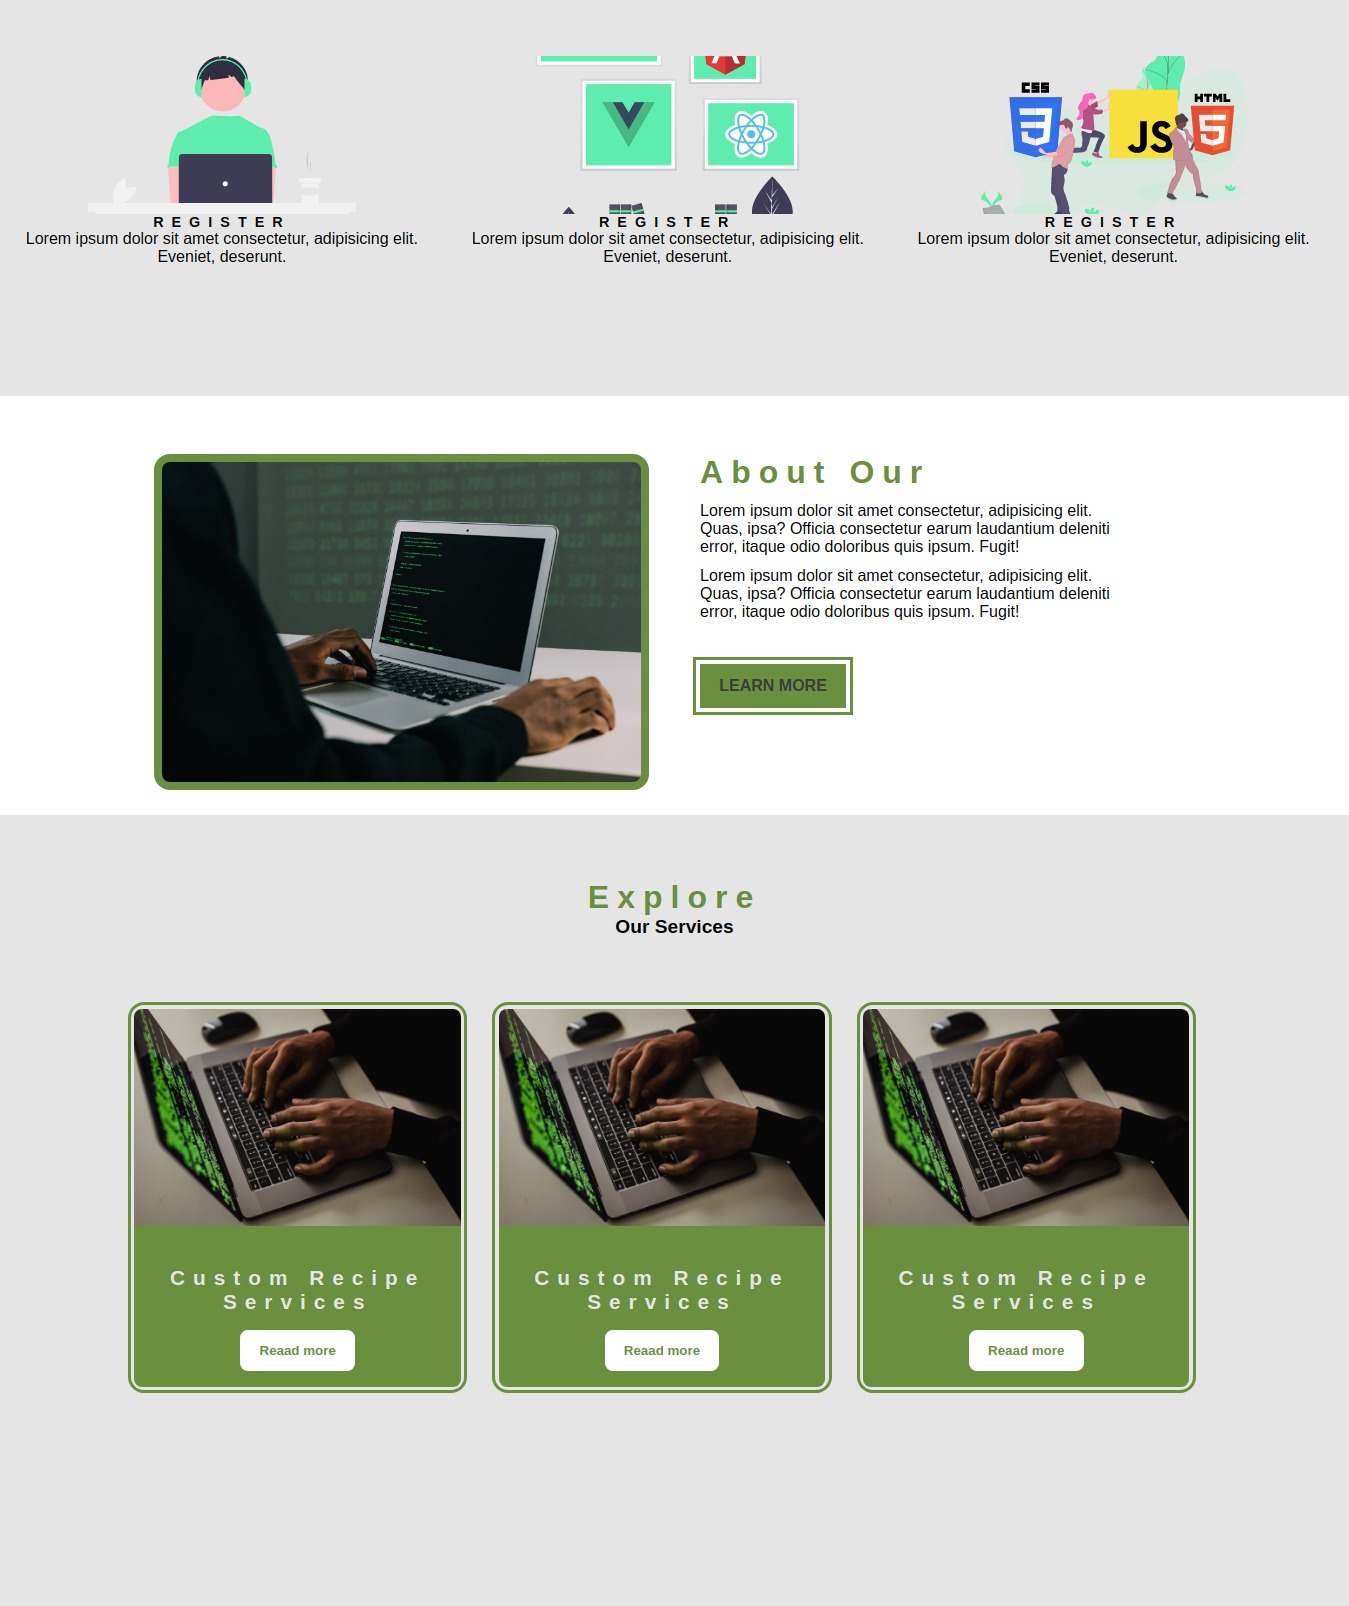 CSS
HTML
JS
REGISTER
Lorem ipsum dolor sit amet consectetur, adipisicing elit.
Eveniet, deserunt.
REGISTER
Lorem ipsum dolor sit amet consectetur, adipisicing elit.
Eveniet, deserunt.
REGISTER
Lorem ipsum dolor sit amet consectetur, adipisicing elit.
Eveniet, deserunt.
About Our
Lorem ipsum dolor sit amet consectetur, adipisicing elit.
Quas, ipsa? Officia consectetur earum laudantium deleniti
error, itaque odio doloribus quis ipsum. Fugit!
Lorem ipsum dolor sit amet consectetur, adipisicing elit.
Quas, ipsa? Officia consectetur earum laudantium deleniti
error, itaque odio doloribus quis ipsum. Fugit!
LEARN MORE
Explore
Our Services
Custom Recipe
Services
Reaad more
Custom Recipe
Services
Reaad more
Custom Recipe
Services
Reaad more